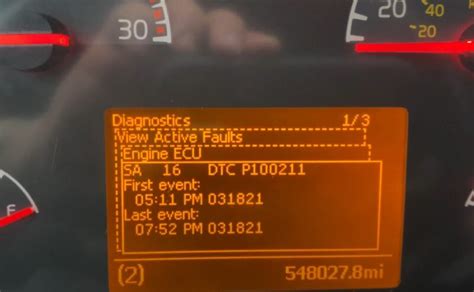 30
20
40
20
Diagnostics 1/3
View Active Faults
Engine ECU
SA 16 DTC P100211
First event:
05:11 PM 031821
Last event:
07:52 PM 031821
F
(2) 548027.8mi